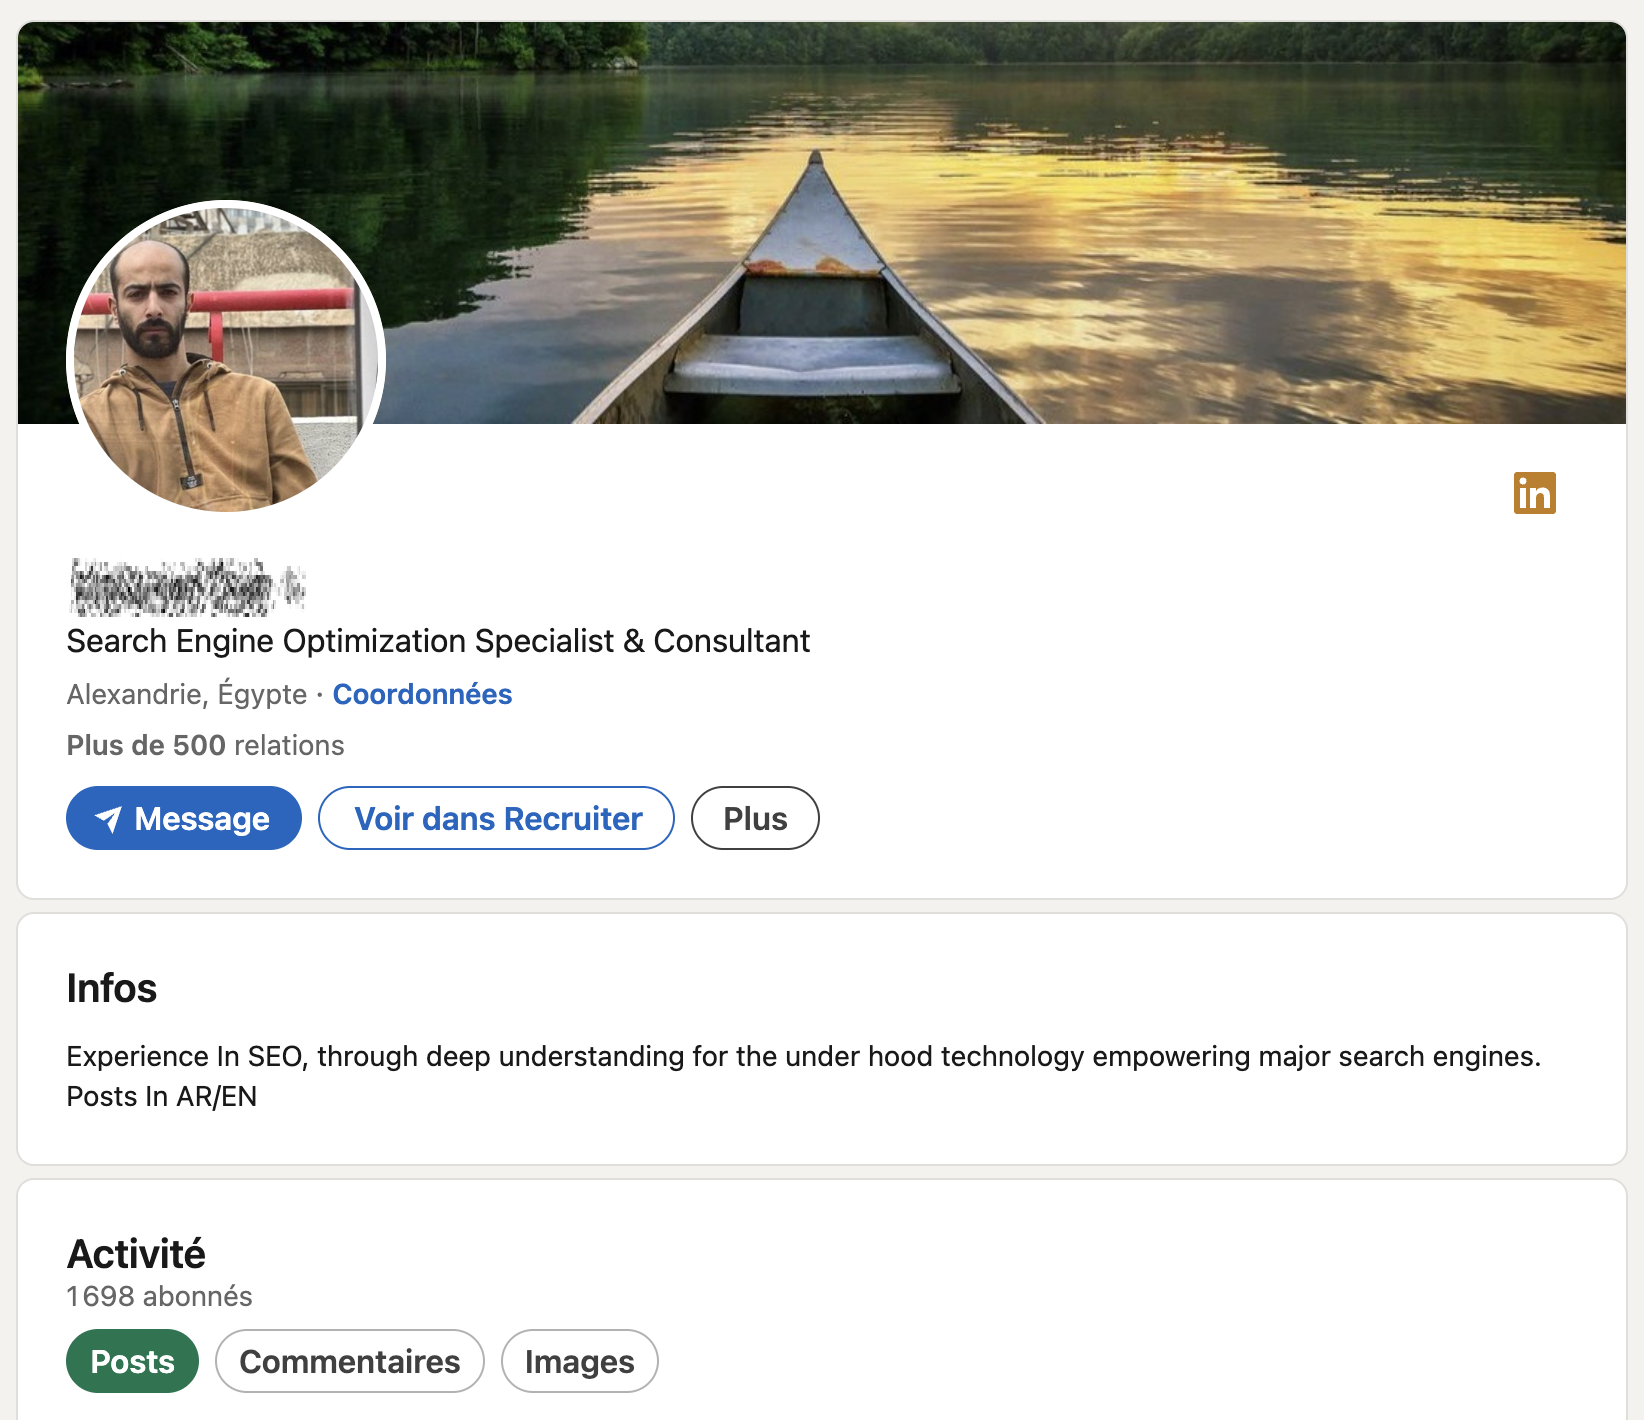 in
Search Engine Optimization Specialist & Consultant
Alexandrie, Égypte · Coordonnées
Plus de 500 relations
Message
Voir dans Recruiter
Plus
Infos
Experience In SEO, through deep understanding for the under hood technology empowering major search engines.
Posts In AR/EN
Activité
1698 abonnés
Posts
Commentaires
Images